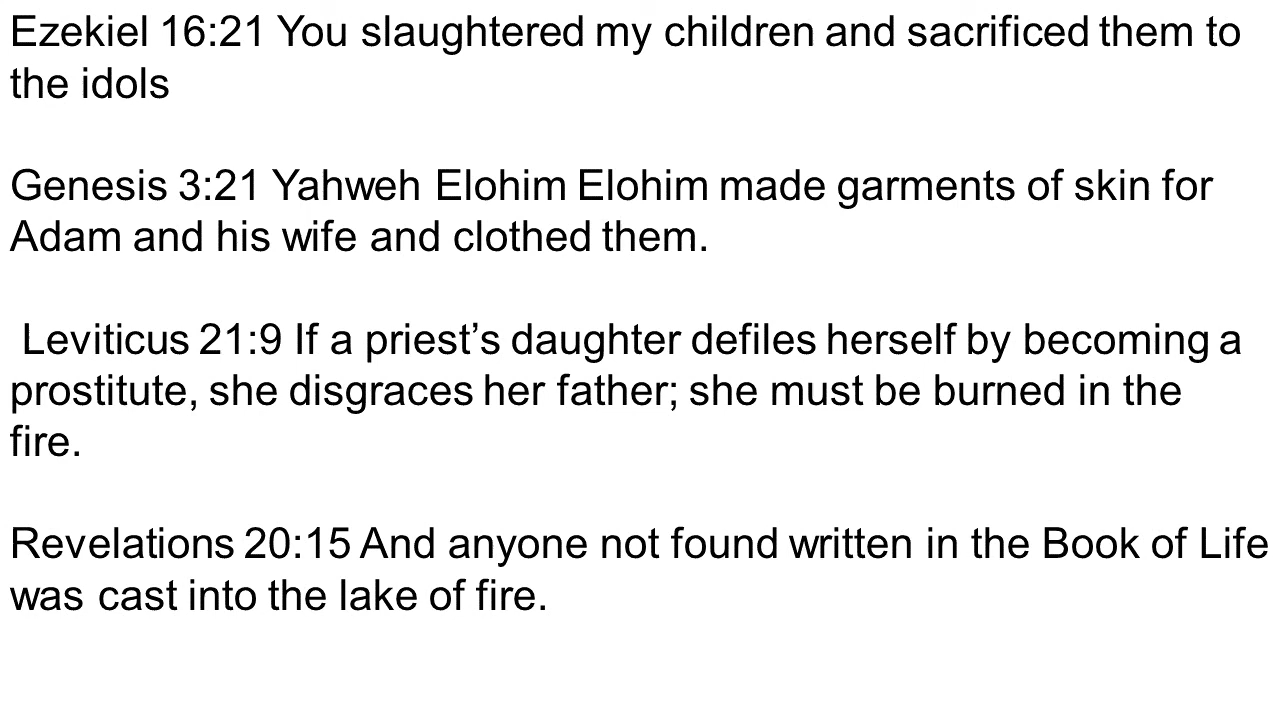 Ezekiel 16:21 You slaughtered my children and sacrificed them to
the idols
Genesis 3:21 Yahweh Elohim Elohim made garments of skin for
Adam and his wife and clothed them.
Leviticus 21:9 If a priest’s daughter defiles herself by becoming a
prostitute, she disgraces her father; she must be burned in the
fire.
Revelations 20:15 And anyone not found written in the Book of Life
was cast into the lake of fire.